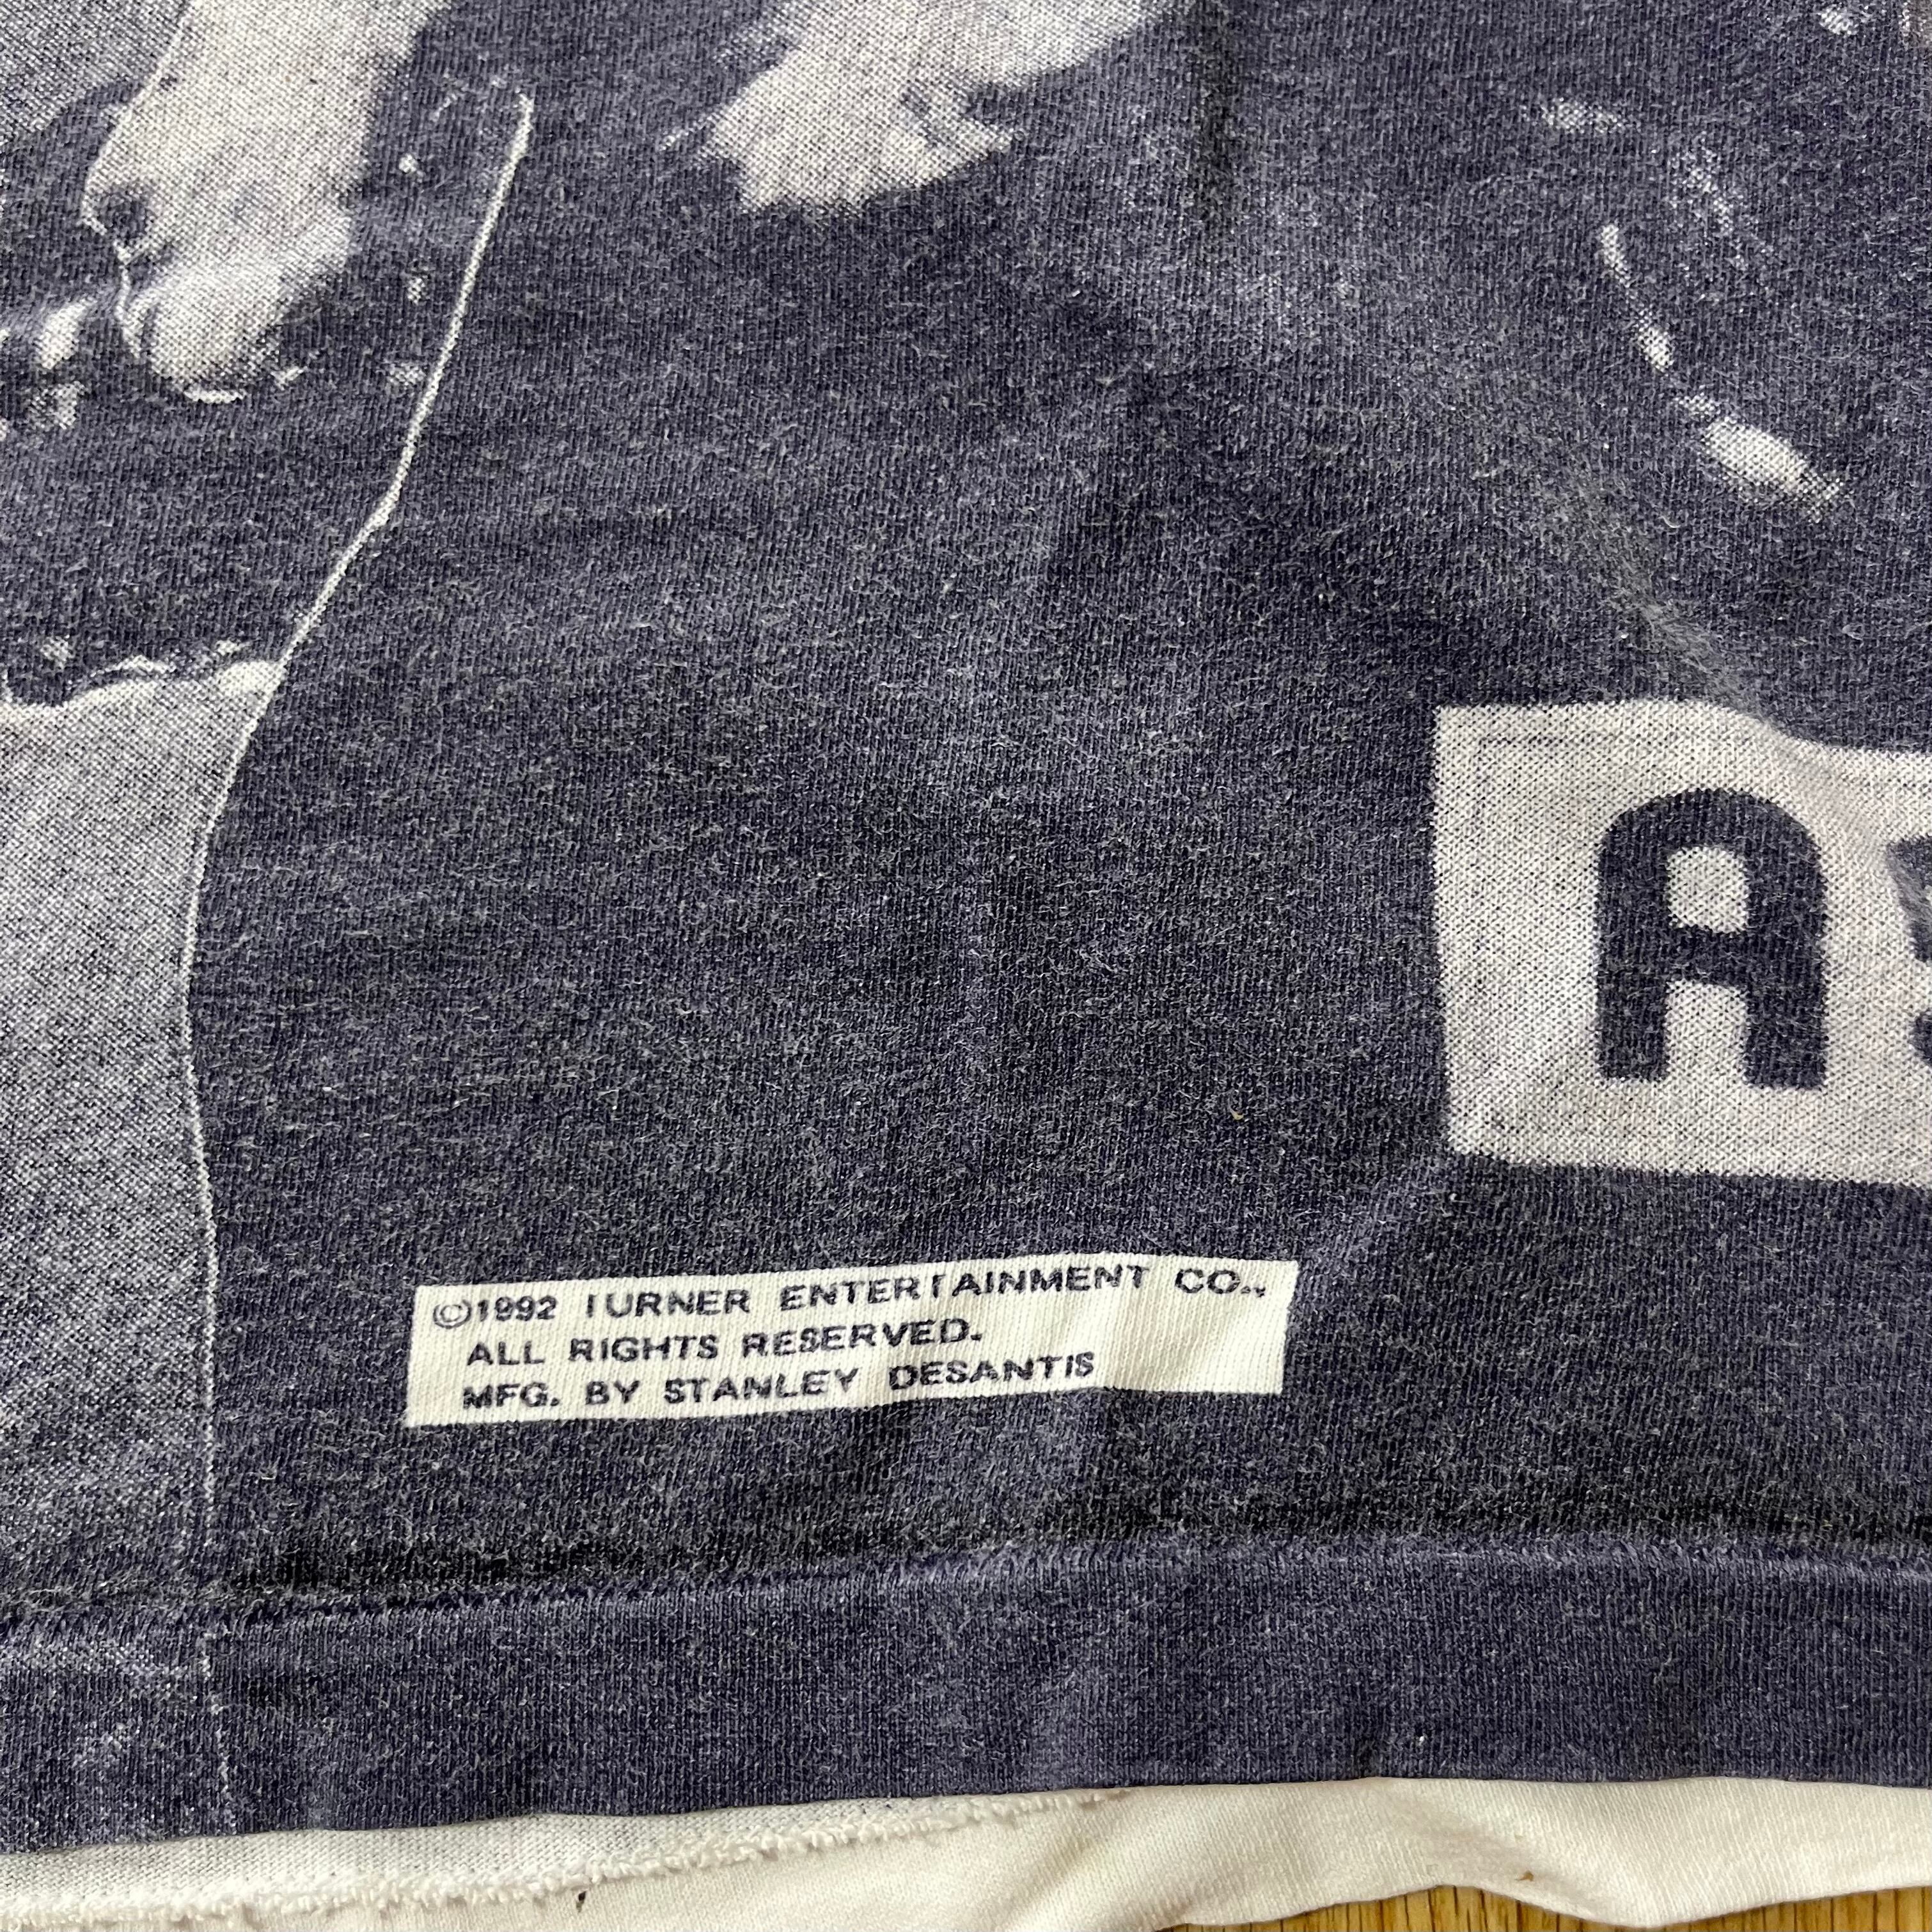 A
©1992 TURNER ENTERTAINMENT CO.,
ALL RIGHTS RESERVED.
MFG. BY STANLEY DESANTIS